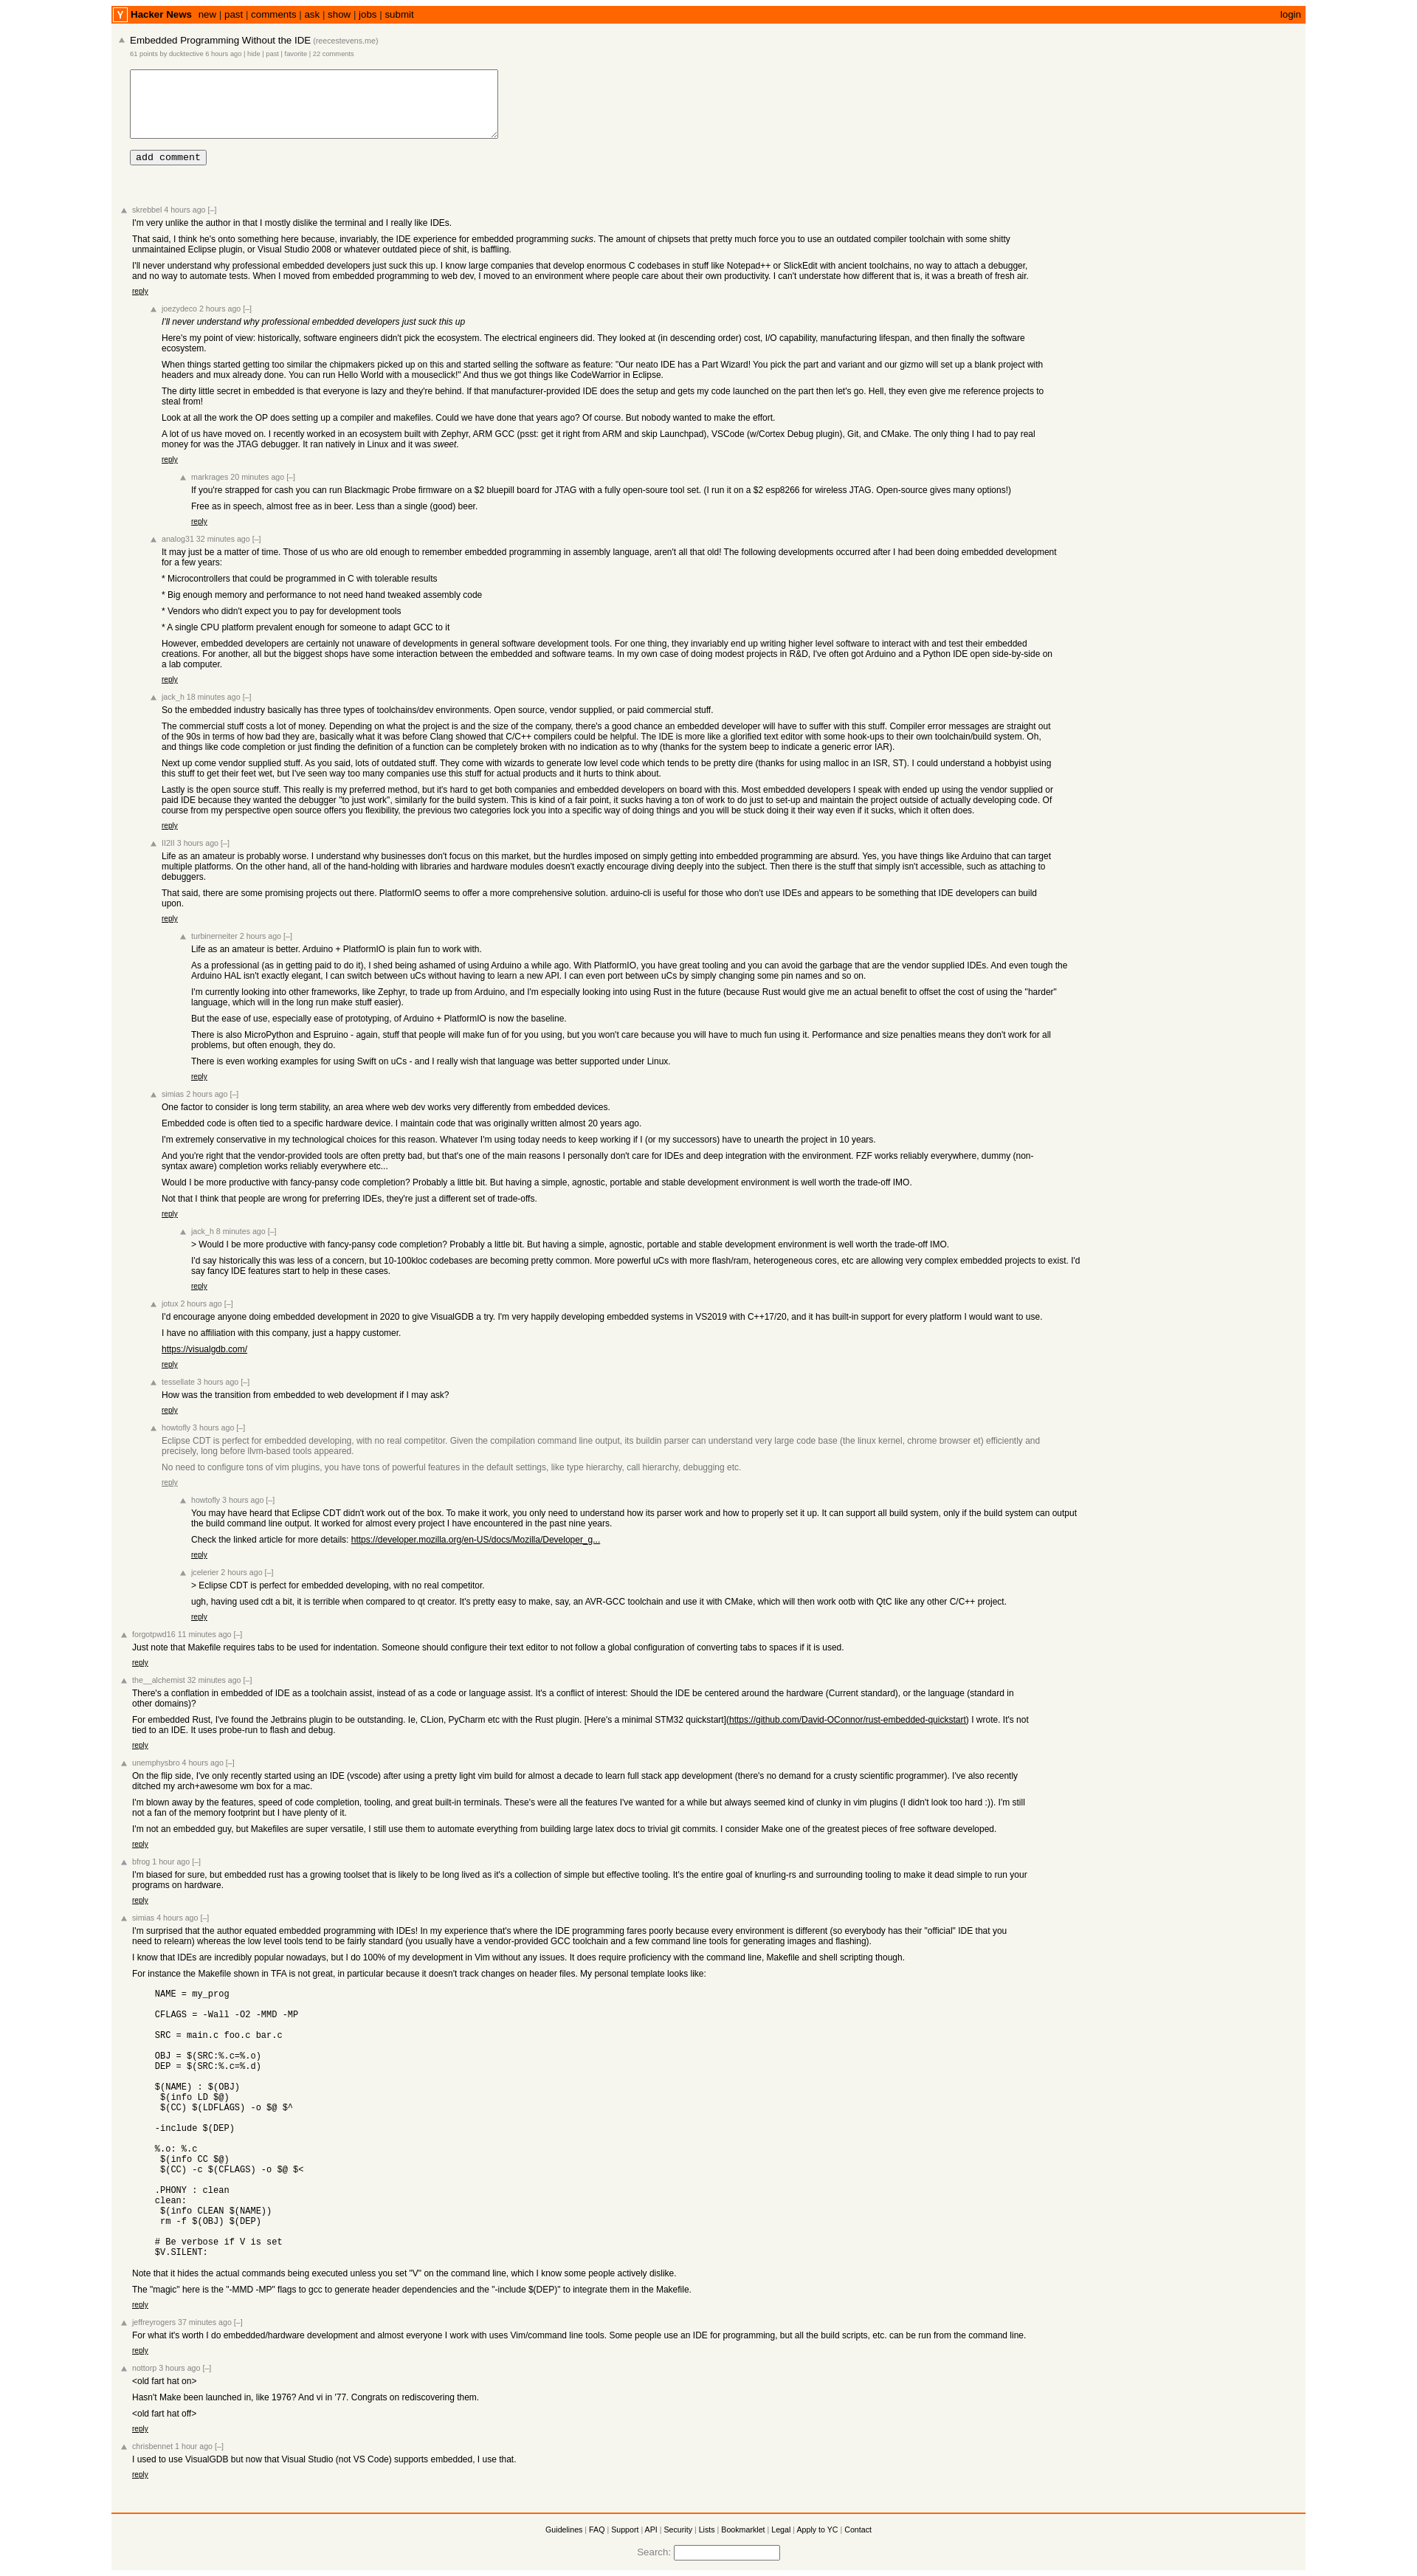 Y Hacker News new | past | comments | ask | show | jobs | submit login
Embedded Programming Without the IDE (reecestevens.me)
61 points by ducktective 6 hours ago | hide | past | favorite | 22 comments
add comment
skrebbel 4 hours ago [–]
I'm very unlike the author in that I mostly dislike the terminal and I really like IDEs.
That said, I think he's onto something here because, invariably, the IDE experience for embedded programming sucks. The amount of chipsets that pretty much force you to use an outdated compiler toolchain with some shitty
unmaintained Eclipse plugin, or Visual Studio 2008 or whatever outdated piece of shit, is baffling.
I'll never understand why professional embedded developers just suck this up. I know large companies that develop enormous C codebases in stuff like Notepad++ or SlickEdit with ancient toolchains, no way to attach a debugger,
and no way to automate tests. When I moved from embedded programming to web dev, I moved to an environment where people care about their own productivity. I can't understate how different that is, it was a breath of fresh air.
reply
joezydeco 2 hours ago [–]
I'll never understand why professional embedded developers just suck this up
Here's my point of view: historically, software engineers didn't pick the ecosystem. The electrical engineers did. They looked at (in descending order) cost, I/O capability, manufacturing lifespan, and then finally the software
ecosystem.
When things started getting too similar the chipmakers picked up on this and started selling the software as feature: "Our neato IDE has a Part Wizard! You pick the part and variant and our gizmo will set up a blank project with
headers and mux already done. You can run Hello World with a mouseclick!" And thus we got things like CodeWarrior in Eclipse.
The dirty little secret in embedded is that everyone is lazy and they're behind. If that manufacturer-provided IDE does the setup and gets my code launched on the part then let's go. Hell, they even give me reference projects to
steal from!
Look at all the work the OP does setting up a compiler and makefiles. Could we have done that years ago? Of course. But nobody wanted to make the effort.
A lot of us have moved on. I recently worked in an ecosystem built with Zephyr, ARM GCC (psst: get it right from ARM and skip Launchpad), VSCode (w/Cortex Debug plugin), Git, and CMake. The only thing I had to pay real
money for was the JTAG debugger. It ran natively in Linux and it was sweet.
reply
markrages 20 minutes ago [–]
If you're strapped for cash you can run Blackmagic Probe firmware on a $2 bluepill board for JTAG with a fully open-soure tool set. (I run it on a $2 esp8266 for wireless JTAG. Open-source gives many options!)
Free as in speech, almost free as in beer. Less than a single (good) beer.
reply
analog31 32 minutes ago [–]
It may just be a matter of time. Those of us who are old enough to remember embedded programming in assembly language, aren't all that old! The following developments occurred after I had been doing embedded development
for a few years:
* Microcontrollers that could be programmed in C with tolerable results
* Big enough memory and performance to not need hand tweaked assembly code
* Vendors who didn't expect you to pay for development tools
* A single CPU platform prevalent enough for someone to adapt GCC to it
However, embedded developers are certainly not unaware of developments in general software development tools. For one thing, they invariably end up writing higher level software to interact with and test their embedded
creations. For another, all but the biggest shops have some interaction between the embedded and software teams. In my own case of doing modest projects in R&D, I've often got Arduino and a Python IDE open side-by-side on
a lab computer.
reply
jack_h 18 minutes ago [–]
So the embedded industry basically has three types of toolchains/dev environments. Open source, vendor supplied, or paid commercial stuff.
The commercial stuff costs a lot of money. Depending on what the project is and the size of the company, there's a good chance an embedded developer will have to suffer with this stuff. Compiler error messages are straight out
of the 90s in terms of how bad they are, basically what it was before Clang showed that C/C++ compilers could be helpful. The IDE is more like a glorified text editor with some hook-ups to their own toolchain/build system. Oh,
and things like code completion or just finding the definition of a function can be completely broken with no indication as to why (thanks for the system beep to indicate a generic error IAR).
Next up come vendor supplied stuff. As you said, lots of outdated stuff. They come with wizards to generate low level code which tends to be pretty dire (thanks for using malloc in an ISR, ST). I could understand a hobbyist using
this stuff to get their feet wet, but I've seen way too many companies use this stuff for actual products and it hurts to think about.
Lastly is the open source stuff. This really is my preferred method, but it's hard to get both companies and embedded developers on board with this. Most embedded developers I speak with ended up using the vendor supplied or
paid IDE because they wanted the debugger "to just work", similarly for the build system. This is kind of a fair point, it sucks having a ton of work to do just to set-up and maintain the project outside of actually developing code. Of
course from my perspective open source offers you flexibility, the previous two categories lock you into a specific way of doing things and you will be stuck doing it their way even if it sucks, which it often does.
reply
II2II 3 hours ago [–]
Life as an amateur is probably worse. I understand why businesses don't focus on this market, but the hurdles imposed on simply getting into embedded programming are absurd. Yes, you have things like Arduino that can target
multiple platforms. On the other hand, all of the hand-holding with libraries and hardware modules doesn't exactly encourage diving deeply into the subject. Then there is the stuff that simply isn't accessible, such as attaching to
debuggers.
That said, there are some promising projects out there. PlatformIO seems to offer a more comprehensive solution. arduino-cli is useful for those who don't use IDEs and appears to be something that IDE developers can build
upon.
reply
turbinerneiter 2 hours ago [–]
Life as an amateur is better. Arduino + PlatformIO is plain fun to work with.
As a professional (as in getting paid to do it), I shed being ashamed of using Arduino a while ago. With PlatformIO, you have great tooling and you can avoid the garbage that are the vendor supplied IDEs. And even tough the
Arduino HAL isn't exactly elegant, I can switch between uCs without having to learn a new API. I can even port between uCs by simply changing some pin names and so on.
I'm currently looking into other frameworks, like Zephyr, to trade up from Arduino, and I'm especially looking into using Rust in the future (because Rust would give me an actual benefit to offset the cost of using the "harder"
language, which will in the long run make stuff easier).
But the ease of use, especially ease of prototyping, of Arduino + PlatformIO is now the baseline.
There is also MicroPython and Espruino - again, stuff that people will make fun of for you using, but you won't care because you will have to much fun using it. Performance and size penalties means they don't work for all
problems, but often enough, they do.
There is even working examples for using Swift on uCs - and I really wish that language was better supported under Linux.
reply
simias 2 hours ago [–]
One factor to consider is long term stability, an area where web dev works very differently from embedded devices.
Embedded code is often tied to a specific hardware device. I maintain code that was originally written almost 20 years ago.
I'm extremely conservative in my technological choices for this reason. Whatever I'm using today needs to keep working if I (or my successors) have to unearth the project in 10 years.
And you're right that the vendor-provided tools are often pretty bad, but that's one of the main reasons I personally don't care for IDEs and deep integration with the environment. FZF works reliably everywhere, dummy (non-
syntax aware) completion works reliably everywhere etc...
Would I be more productive with fancy-pansy code completion? Probably a little bit. But having a simple, agnostic, portable and stable development environment is well worth the trade-off IMO.
Not that I think that people are wrong for preferring IDEs, they're just a different set of trade-offs.
reply
jack_h 8 minutes ago [–]
> Would I be more productive with fancy-pansy code completion? Probably a little bit. But having a simple, agnostic, portable and stable development environment is well worth the trade-off IMO.
I'd say historically this was less of a concern, but 10-100kloc codebases are becoming pretty common. More powerful uCs with more flash/ram, heterogeneous cores, etc are allowing very complex embedded projects to exist. I'd
say fancy IDE features start to help in these cases.
reply
jotux 2 hours ago [–]
I'd encourage anyone doing embedded development in 2020 to give VisualGDB a try. I'm very happily developing embedded systems in VS2019 with C++17/20, and it has built-in support for every platform I would want to use.
I have no affiliation with this company, just a happy customer.
https://visualgdb.com/
reply
tessellate 3 hours ago [–]
How was the transition from embedded to web development if I may ask?
reply
howtofly 3 hours ago [–]
Eclipse CDT is perfect for embedded developing, with no real competitor. Given the compilation command line output, its buildin parser can understand very large code base (the linux kernel, chrome browser et) efficiently and
precisely, long before llvm-based tools appeared.
No need to configure tons of vim plugins, you have tons of powerful features in the default settings, like type hierarchy, call hierarchy, debugging etc.
reply
howtofly 3 hours ago [–]
You may have heard that Eclipse CDT didn't work out of the box. To make it work, you only need to understand how its parser work and how to properly set it up. It can support all build system, only if the build system can output
the build command line output. It worked for almost every project I have encountered in the past nine years.
Check the linked article for more details: https://developer.mozilla.org/en-US/docs/Mozilla/Developer_g...
reply
jcelerier 2 hours ago [–]
> Eclipse CDT is perfect for embedded developing, with no real competitor.
ugh, having used cdt a bit, it is terrible when compared to qt creator. It's pretty easy to make, say, an AVR-GCC toolchain and use it with CMake, which will then work ootb with QtC like any other C/C++ project.
reply
forgotpwd16 11 minutes ago [–]
Just note that Makefile requires tabs to be used for indentation. Someone should configure their text editor to not follow a global configuration of converting tabs to spaces if it is used.
reply
the__alchemist 32 minutes ago [–]
There's a conflation in embedded of IDE as a toolchain assist, instead of as a code or language assist. It's a conflict of interest: Should the IDE be centered around the hardware (Current standard), or the language (standard in
other domains)?
For embedded Rust, I've found the Jetbrains plugin to be outstanding. Ie, CLion, PyCharm etc with the Rust plugin. [Here's a minimal STM32 quickstart](https://github.com/David-OConnor/rust-embedded-quickstart) I wrote. It's not
tied to an IDE. It uses probe-run to flash and debug.
reply
unemphysbro 4 hours ago [–]
On the flip side, I've only recently started using an IDE (vscode) after using a pretty light vim build for almost a decade to learn full stack app development (there's no demand for a crusty scientific programmer). I've also recently
ditched my arch+awesome wm box for a mac.
I'm blown away by the features, speed of code completion, tooling, and great built-in terminals. These's were all the features I've wanted for a while but always seemed kind of clunky in vim plugins (I didn't look too hard :)). I'm still
not a fan of the memory footprint but I have plenty of it.
I'm not an embedded guy, but Makefiles are super versatile, I still use them to automate everything from building large latex docs to trivial git commits. I consider Make one of the greatest pieces of free software developed.
reply
bfrog 1 hour ago [–]
I'm biased for sure, but embedded rust has a growing toolset that is likely to be long lived as it's a collection of simple but effective tooling. It's the entire goal of knurling-rs and surrounding tooling to make it dead simple to run your
programs on hardware.
reply
simias 4 hours ago [–]
I'm surprised that the author equated embedded programming with IDEs! In my experience that's where the IDE programming fares poorly because every environment is different (so everybody has their "official" IDE that you
need to relearn) whereas the low level tools tend to be fairly standard (you usually have a vendor-provided GCC toolchain and a few command line tools for generating images and flashing).
I know that IDEs are incredibly popular nowadays, but I do 100% of my development in Vim without any issues. It does require proficiency with the command line, Makefile and shell scripting though.
For instance the Makefile shown in TFA is not great, in particular because it doesn't track changes on header files. My personal template looks like:
NAME = my_prog
CFLAGS = -Wall -O2 -MMD -MP
SRC = main.c foo.c bar.c
OBJ = $(SRC:%.c=%.o)
DEP = $(SRC:%.c=%.d)
$(NAME) : $(OBJ)
$(info LD $@)
$(CC) $(LDFLAGS) -o $@ $^
-include $(DEP)
%.o: %.c
$(info CC $@)
$(CC) -c $(CFLAGS) -o $@ $<
.PHONY : clean
clean:
$(info CLEAN $(NAME))
rm -f $(OBJ) $(DEP)
# Be verbose if V is set
$V.SILENT:
Note that it hides the actual commands being executed unless you set "V" on the command line, which I know some people actively dislike.
The "magic" here is the "-MMD -MP" flags to gcc to generate header dependencies and the "-include $(DEP)" to integrate them in the Makefile.
reply
jeffreyrogers 37 minutes ago [–]
For what it's worth I do embedded/hardware development and almost everyone I work with uses Vim/command line tools. Some people use an IDE for programming, but all the build scripts, etc. can be run from the command line.
reply
nottorp 3 hours ago [–]
<old fart hat on>
Hasn't Make been launched in, like 1976? And vi in '77. Congrats on rediscovering them.
<old fart hat off>
reply
chrisbennet 1 hour ago [–]
I used to use VisualGDB but now that Visual Studio (not VS Code) supports embedded, I use that.
reply
Guidelines | FAQ | Support | API | Security | Lists | Bookmarklet | Legal | Apply to YC | Contact
Search: